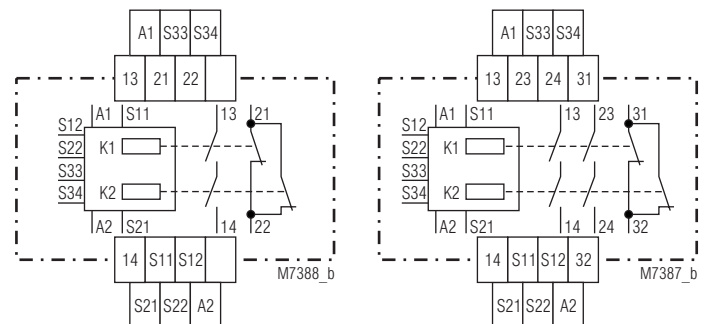 A1 S33 S34
13 21 22
A1 S11 13 21
S12
S22 K1
S33
S34 K2
A2 S21 14 22
14 S11 S12
M7388_b
S21 S22 A2
A1 S33 S34
13 23 24 31
A1 S11 13 23 31
S12
S22 K1
S33
S34 K2
A2 S21 14 24 32
14 S11 S12 32
M7387_b
S21 S22 A2